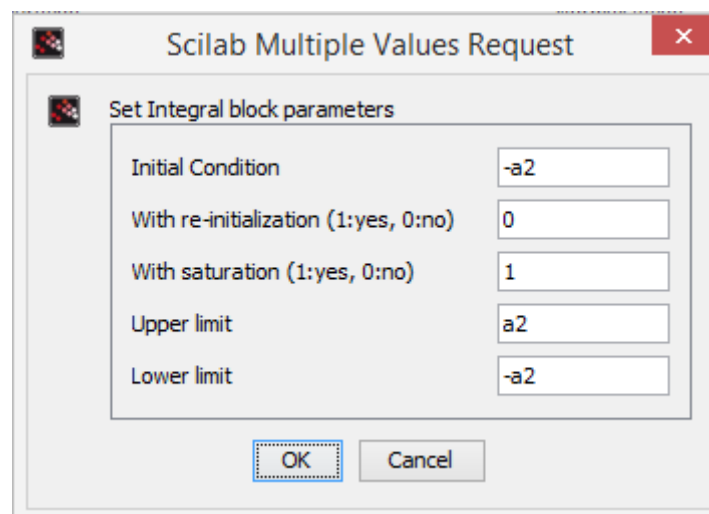 Scilab Multiple Values Request
Set Integral block parameters
Initial Condition -a2
With re-initialization (1:yes, 0:no) 0
With saturation (1:yes, 0:no) 1
Upper limit a2
Lower limit -a2
OK Cancel